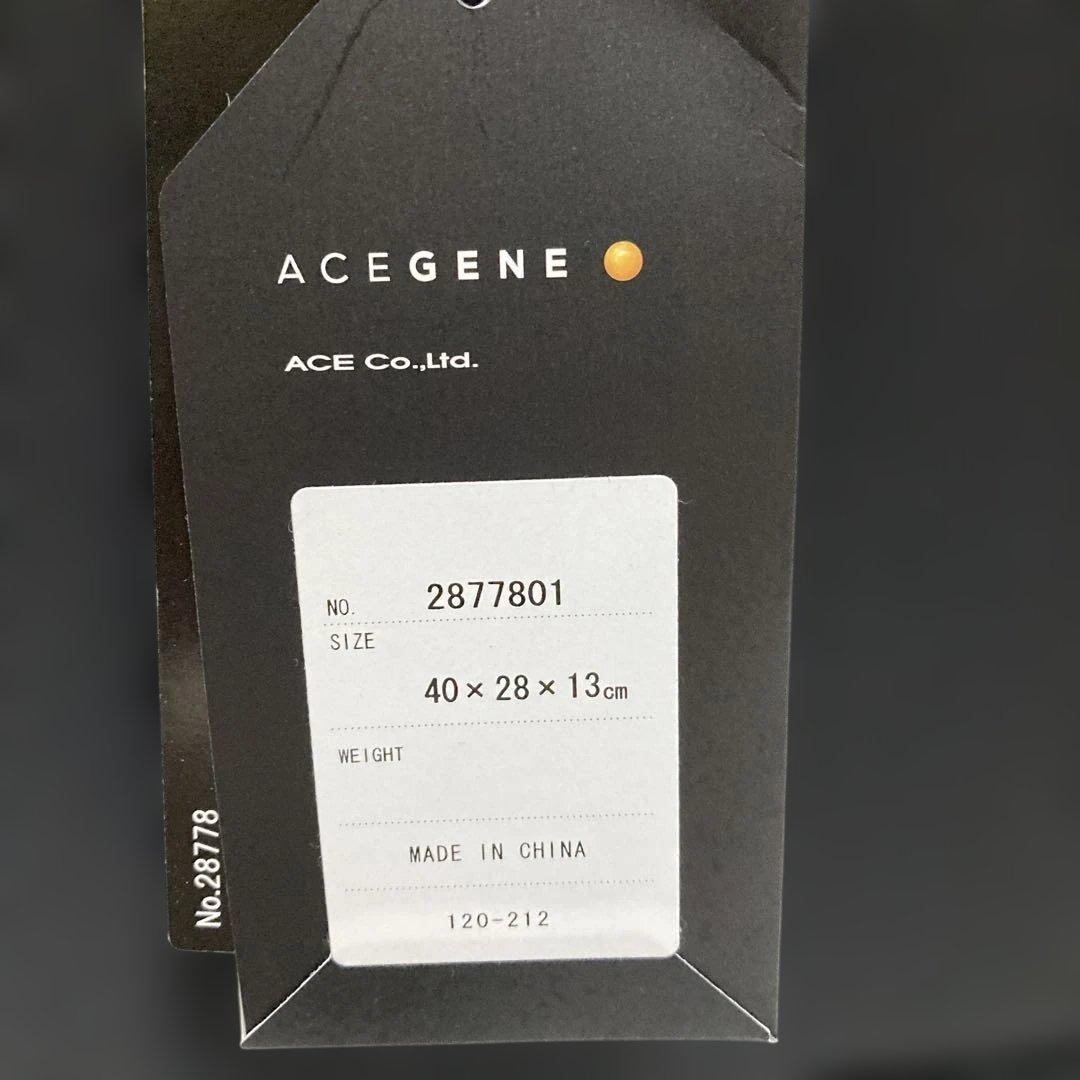 ACEGENE
ACE Co.,Ltd.
NO. 2877801
SIZE
40×28×13cm
WEIGHT
MADE IN CHINA
120-212
No.28778